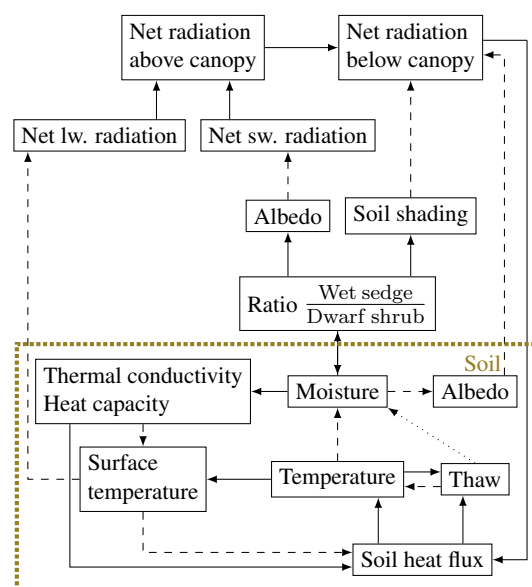 Net radiation
above canopy
Net radiation
below canopy
Net lw. radiation
Net sw. radiation
Albedo
Soil shading
Ratio Wet sedge
Dwarf shrub
Soil
Thermal conductivity
Heat capacity
Moisture
Albedo
Surface
temperature
Temperature
Thaw
Soil heat flux